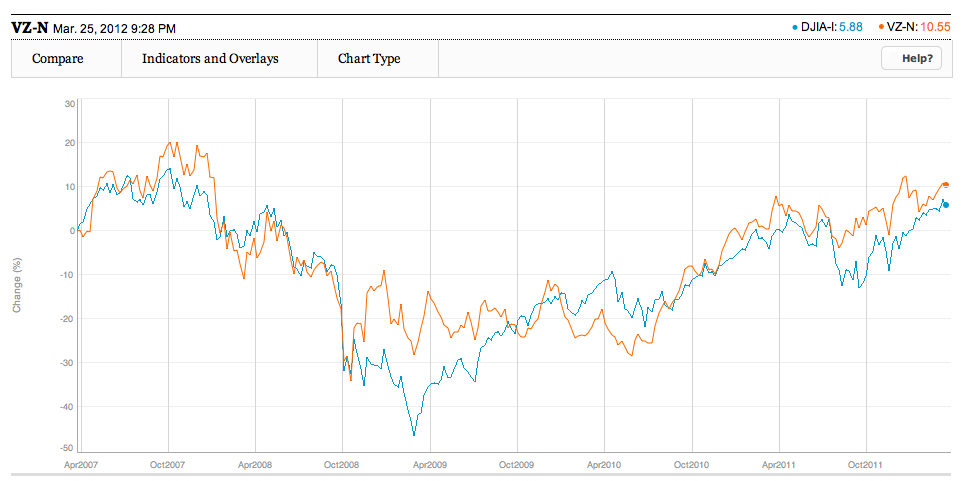 VZ-N Mar. 25, 2012 9:28 PM
DJIA-I: 5.88 VZ-N: 10.55
Compare Indicators and Overlays Chart Type Help?
Change (%)
30
20
10
0
-10
-20
-30
-40
-50
Apr2007 Oct2007 Apr2008 Oct2008 Apr2009 Oct2009 Apr2010 Oct2010 Apr2011 Oct2011